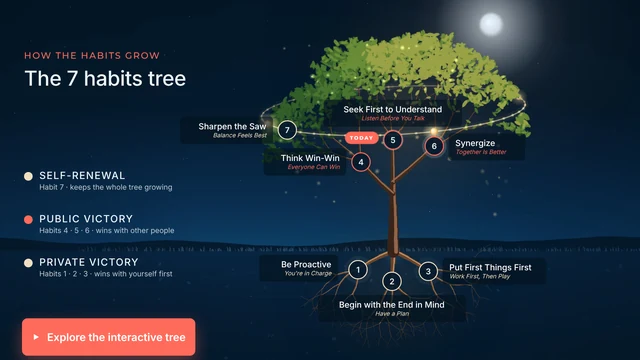 HOW THE HABITS GROW
The 7 habits tree
SELF-RENEWAL
Habit 7 · keeps the whole tree growing
PUBLIC VICTORY
Habits 4 · 5 · 6 · wins with other people
PRIVATE VICTORY
Habits 1 · 2 · 3 · wins with yourself first
Explore the interactive tree
Seek First to Understand
Listen Before You Talk
Sharpen the Saw
Balance Feels Best
7
TODAY
5
6
Synergize
Together Is Better
Think Win-Win
Everyone Can Win
4
Be Proactive
You're in Charge
1
2
3
Put First Things First
Work First, Then Play
Begin with the End in Mind
Have a Plan